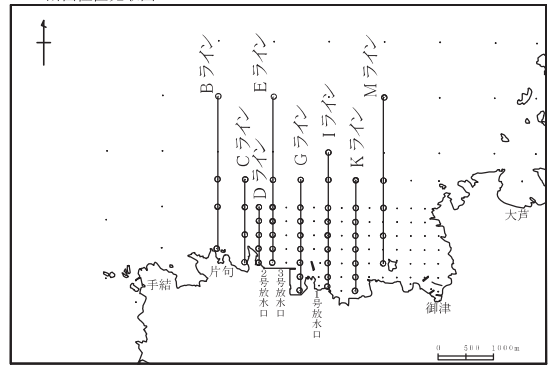 Bライン
Cライン
Dライン
Eライン
Gライン
Iライン
Kライン
Mライン
大芦
手結
片句
2号放水口
3号放水口
1号放水口
御津
0 500 1000m